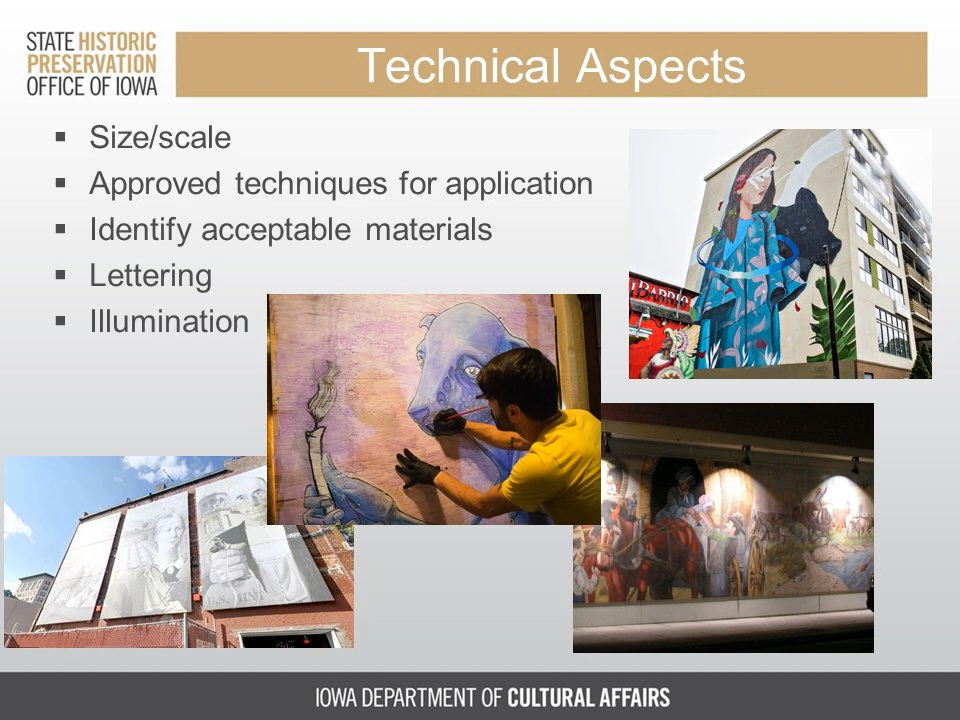 STATE HISTORIC
PRESERVATION
OFFICE OF IOWA
Technical Aspects
▪ Size/scale
▪ Approved techniques for application
▪ Identify acceptable materials
▪ Lettering
▪ Illumination
BARRIO
IOWA DEPARTMENT OF CULTURAL AFFAIRS